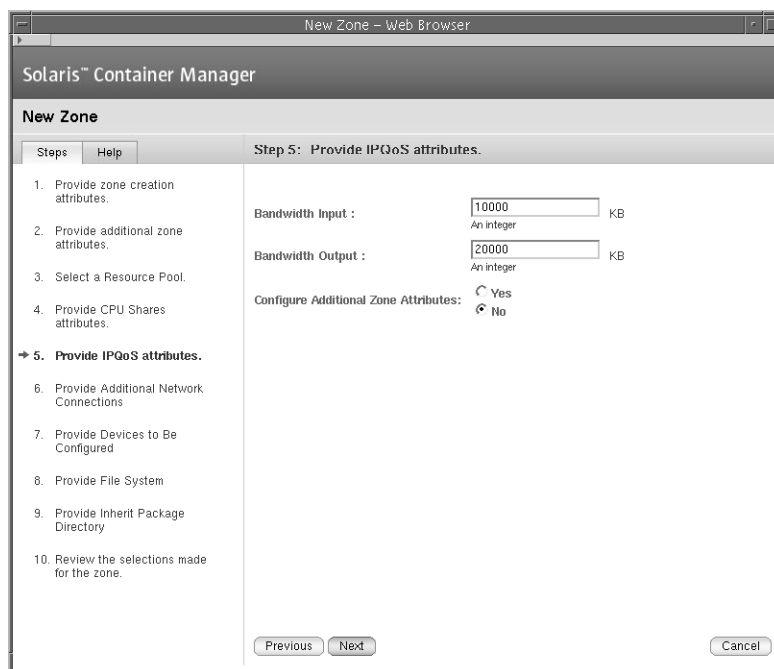 New Zone – Web Browser
Solaris™ Container Manager
New Zone
Steps Help
1. Provide zone creation
attributes.
2. Provide additional zone
attributes.
3. Select a Resource Pool.
4. Provide CPU Shares
attributes.
5. Provide IPQoS attributes.
6. Provide Additional Network
Connections
7. Provide Devices to Be
Configured
8. Provide File System
9. Provide Inherit Package
Directory
10. Review the selections made
for the zone.
Step 5: Provide IPQoS attributes.
Bandwidth Input : 10000 KB
An integer
Bandwidth Output : 20000 KB
An integer
Configure Additional Zone Attributes: Yes
No
Previous Next Cancel